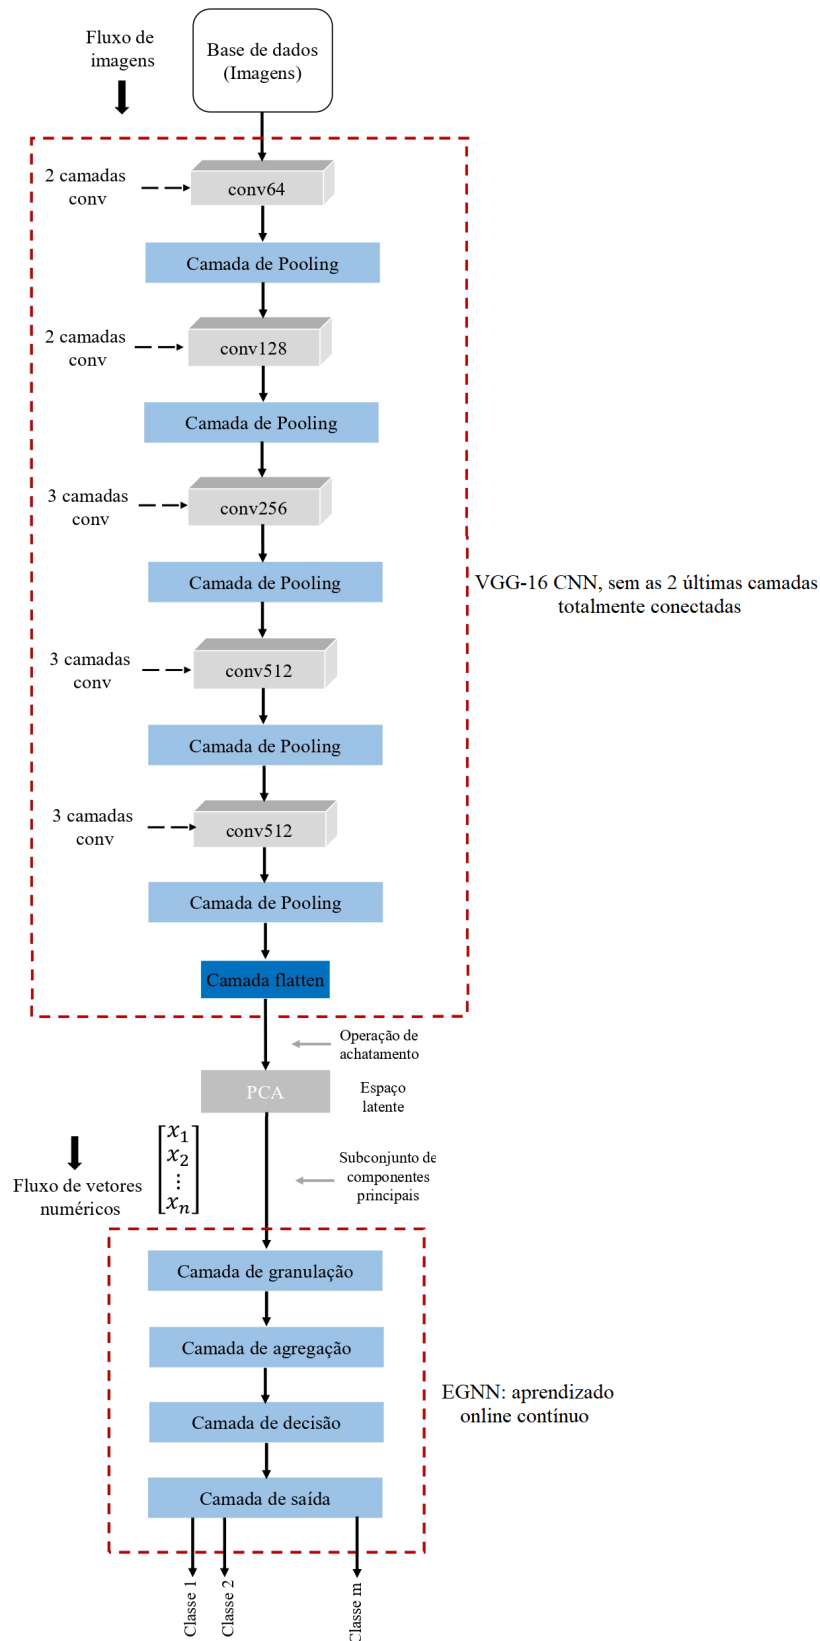 Fluxo de
imagens
Base de dados
(Imagens)
2 camadas
conv
conv64
Camada de Pooling
2 camadas
conv
conv128
Camada de Pooling
3 camadas
conv
conv256
Camada de Pooling
VGG-16 CNN, sem as 2 últimas camadas
totalmente conectadas
3 camadas
conv
conv512
Camada de Pooling
3 camadas
conv
conv512
Camada de Pooling
Camada flatten
Operação de
achatamento
PCA
Espaço
latente
x1
x2
⋮
xn
Fluxo de vetores
numéricos
Subconjunto de
componentes
principais
Camada de granulação
Camada de agregação
EGNN: aprendizado
online contínuo
Camada de decisão
Camada de saída
Classe 1
Classe 2
Classe m